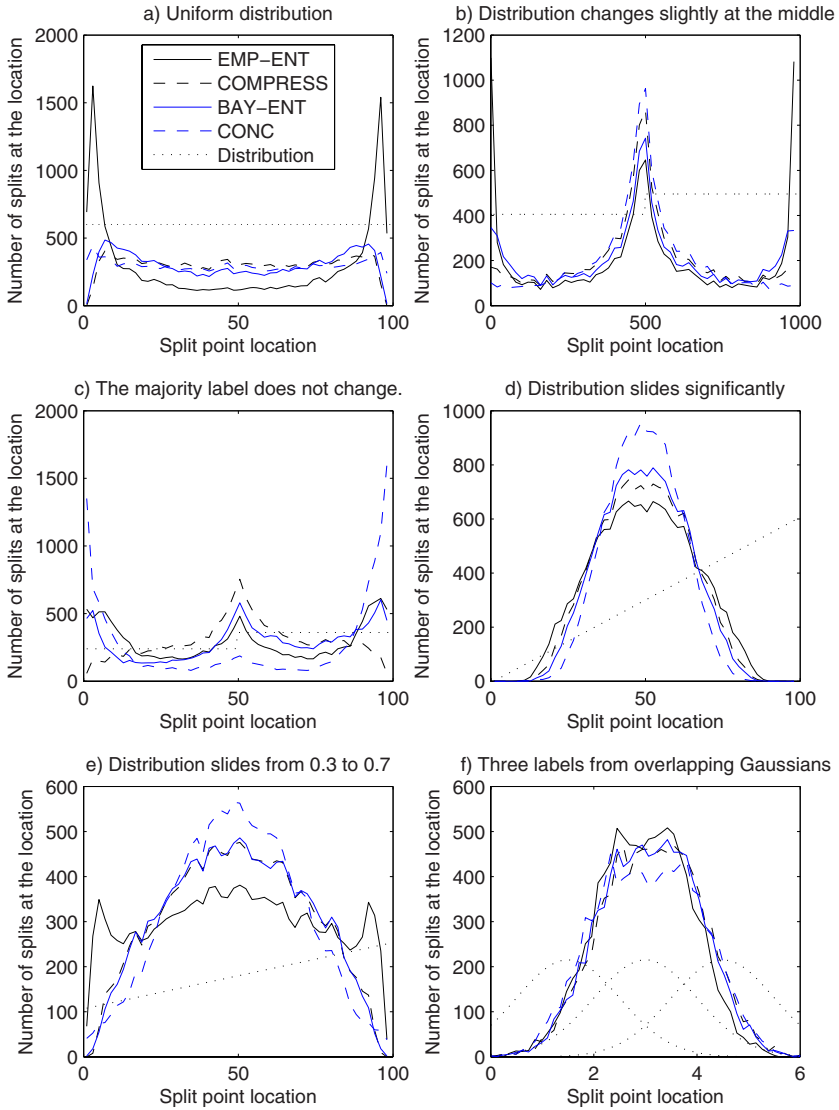 a) Uniform distribution
Number of splits at the location
2000
1500
1000
500
0
EMP-ENT
COMPRESS
BAY-ENT
CONC
Distribution
0
50
100
Split point location
b) Distribution changes slightly at the middle
Number of splits at the location
1200
1000
800
600
400
200
0
0
500
1000
Split point location
c) The majority label does not change.
Number of splits at the location
2000
1500
1000
500
0
0
50
100
Split point location
d) Distribution slides significantly
Number of splits at the location
1000
800
600
400
200
0
0
50
100
Split point location
e) Distribution slides from 0.3 to 0.7
Number of splits at the location
600
500
400
300
200
100
0
0
50
100
Split point location
f) Three labels from overlapping Gaussians
Number of splits at the location
600
500
400
300
200
100
0
0
2
4
6
Split point location